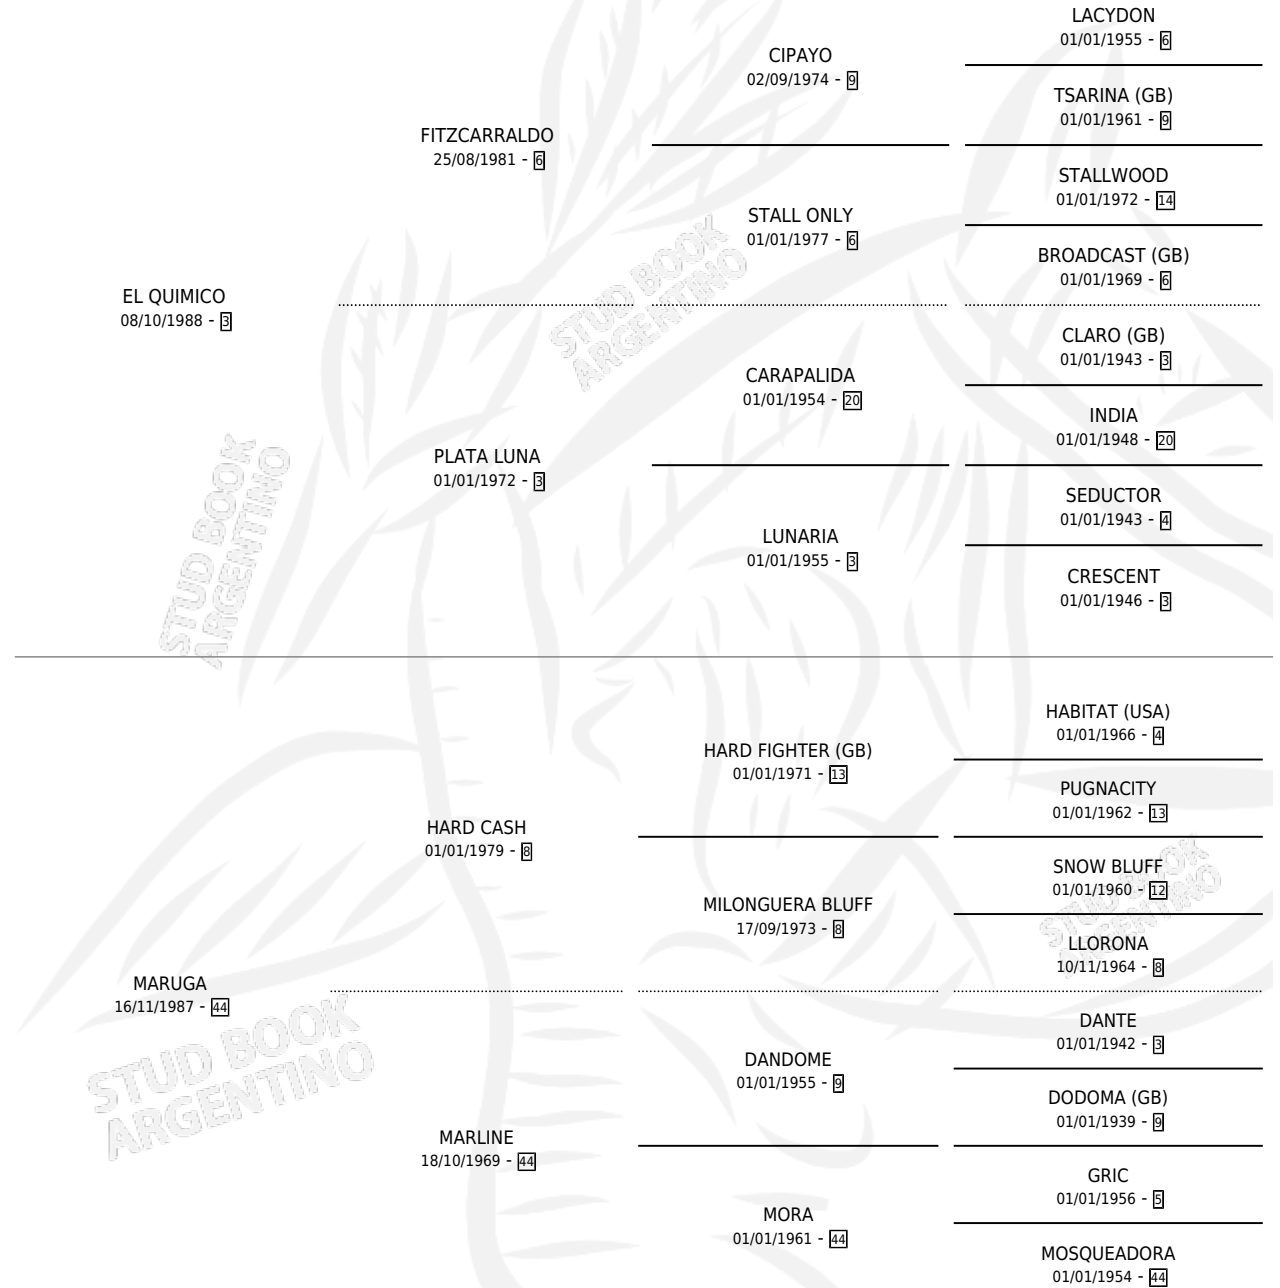 LACYDON
01/01/1955 - 6
CIPAYO
02/09/1974 - 9
TSARINA (GB)
01/01/1961 - 9
FITZCARRALDO
25/08/1981 - 6
STALLWOOD
01/01/1972 - 14
STALL ONLY
01/01/1977 - 6
BROADCAST (GB)
01/01/1969 - 6
EL QUIMICO
08/10/1988 - 3
CLARO (GB)
01/01/1943 - 3
CARAPALIDA
01/01/1954 - 20
INDIA
01/01/1948 - 20
PLATA LUNA
01/01/1972 - 3
SEDUCTOR
01/01/1943 - 4
LUNARIA
01/01/1955 - 3
CRESCENT
01/01/1946 - 3
HABITAT (USA)
01/01/1966 - 4
HARD FIGHTER (GB)
01/01/1971 - 13
PUGNACITY
01/01/1962 - 13
HARD CASH
01/01/1979 - 8
SNOW BLUFF
01/01/1960 - 12
MILONGUERA BLUFF
17/09/1973 - 8
LLORONA
10/11/1964 - 8
MARUGA
16/11/1987 - 44
DANTE
01/01/1942 - 3
DANDOME
01/01/1955 - 9
DODOMA (GB)
01/01/1939 - 9
MARLINE
18/10/1969 - 44
GRIC
01/01/1956 - 5
MORA
01/01/1961 - 44
MOSQUEADORA
01/01/1954 - 44
STUD BOOK
ARGENTINO
STUD BOOK
ARGENTINO
STUD BOOK
ARGENTINO
STUD BOOK
ARGENTINO